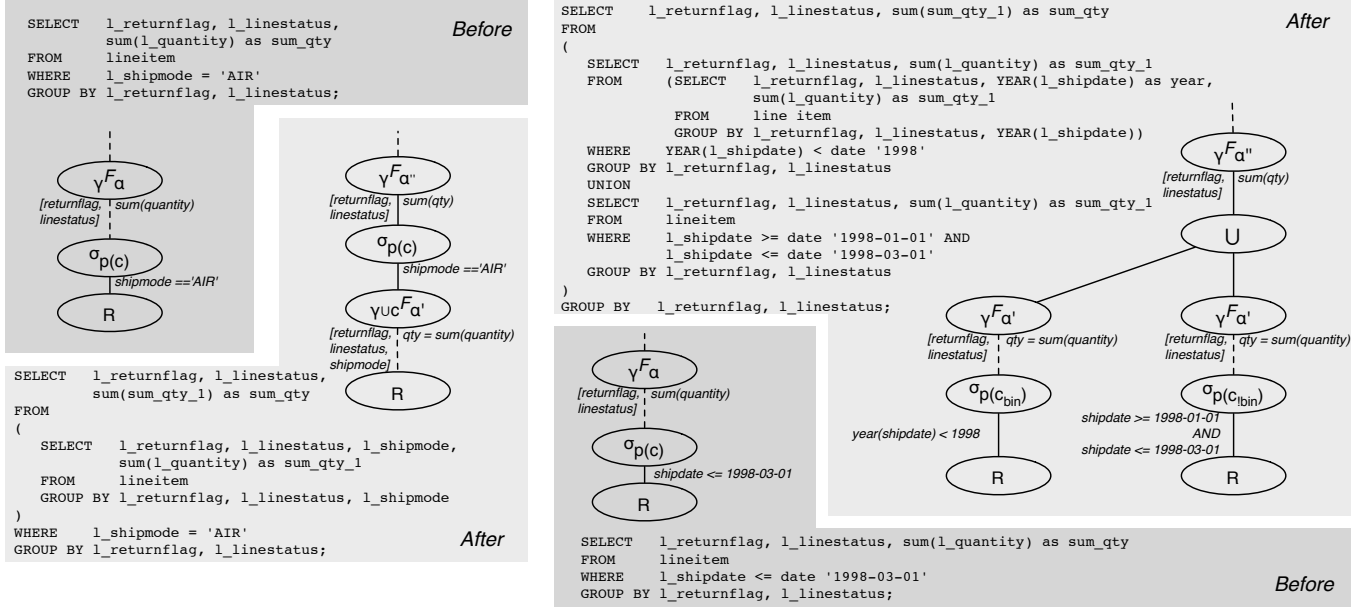 SELECT l_returnflag, l_linestatus,
sum(l_quantity) as sum_qty
FROM lineitem
WHERE l_shipmode = 'AIR'
GROUP BY l_returnflag, l_linestatus;
Before
γFα
[returnflag,
linestatus]
sum(quantity)
σp(c)
shipmode =='AIR'
R
γFα''
[returnflag,
linestatus]
sum(qty)
σp(c)
shipmode =='AIR'
γ∪cFα'
[returnflag,
linestatus,
shipmode]
qty = sum(quantity)
R
SELECT l_returnflag, l_linestatus,
sum(sum_qty_1) as sum_qty
FROM
(
SELECT l_returnflag, l_linestatus, l_shipmode,
sum(l_quantity) as sum_qty_1
FROM lineitem
GROUP BY l_returnflag, l_linestatus, l_shipmode
)
WHERE l_shipmode = 'AIR'
GROUP BY l_returnflag, l_linestatus;
After
SELECT l_returnflag, l_linestatus, sum(sum_qty_1) as sum_qty
FROM
(
SELECT l_returnflag, l_linestatus, sum(l_quantity) as sum_qty_1
FROM (SELECT l_returnflag, l_linestatus, YEAR(l_shipdate) as year,
sum(l_quantity) as sum_qty_1
FROM line item
GROUP BY l_returnflag, l_linestatus, YEAR(l_shipdate))
WHERE YEAR(l_shipdate) < date '1998'
GROUP BY l_returnflag, l_linestatus
UNION
SELECT l_returnflag, l_linestatus, sum(l_quantity) as sum_qty_1
FROM lineitem
WHERE l_shipdate >= date '1998-01-01' AND
l_shipdate <= date '1998-03-01'
GROUP BY l_returnflag, l_linestatus
)
GROUP BY l_returnflag, l_linestatus;
After
γFα"
[returnflag,
linestatus]
sum(qty)
∪
γFα'
[returnflag,
linestatus]
qty = sum(quantity)
σp(cbin)
year(shipdate) < 1998
R
γFα'
[returnflag,
linestatus]
qty = sum(quantity)
σp(c!bin)
shipdate >= 1998-01-01
AND
shipdate <= 1998-03-01
R
γFα
[returnflag,
linestatus]
sum(quantity)
σp(c)
shipdate <= 1998-03-01
R
SELECT l_returnflag, l_linestatus, sum(l_quantity) as sum_qty
FROM lineitem
WHERE l_shipdate <= date '1998-03-01'
GROUP BY l_returnflag, l_linestatus;
Before